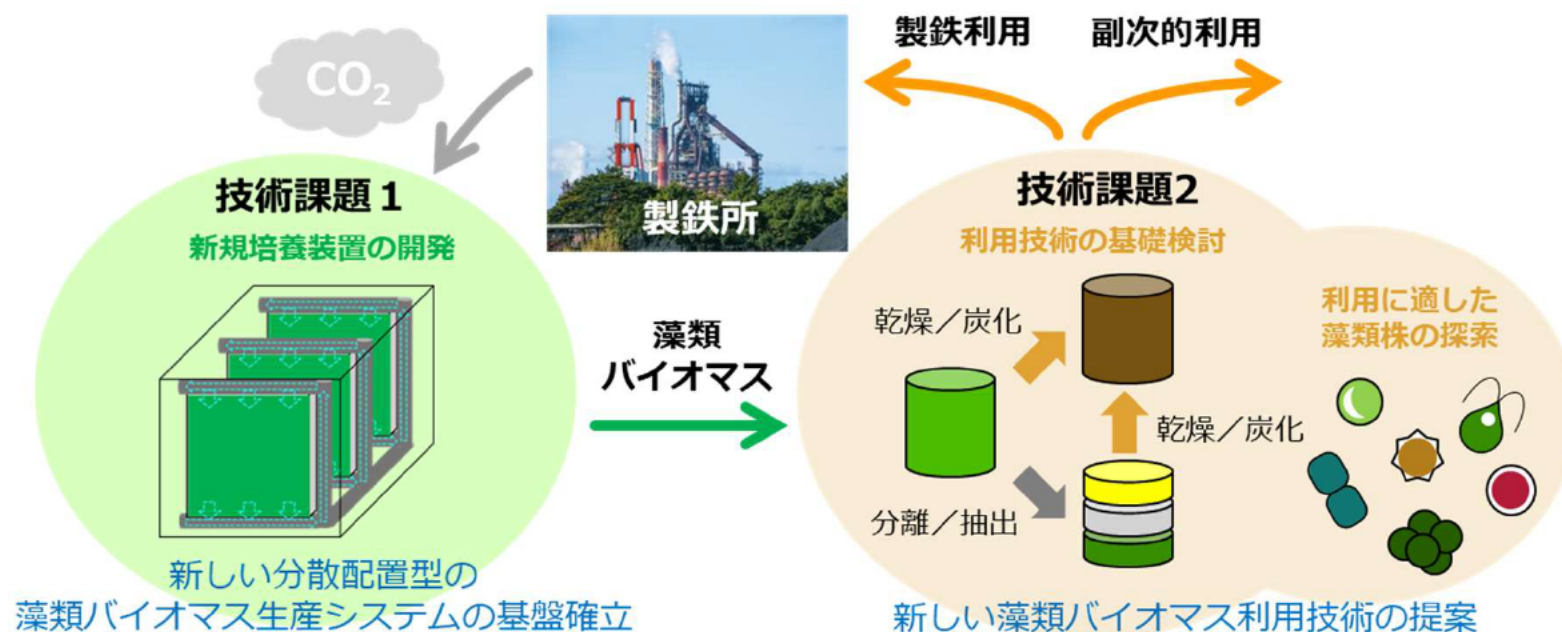 CO₂
製鉄所
製鉄利用
副次的利用
技術課題１
新規培養装置の開発
新しい分散配置型の
藻類バイオマス生産システムの基盤確立
藻類
バイオマス
技術課題2
利用技術の基礎検討
乾燥／炭化
乾燥／炭化
分離／抽出
利用に適した
藻類株の探索
新しい藻類バイオマス利用技術の提案